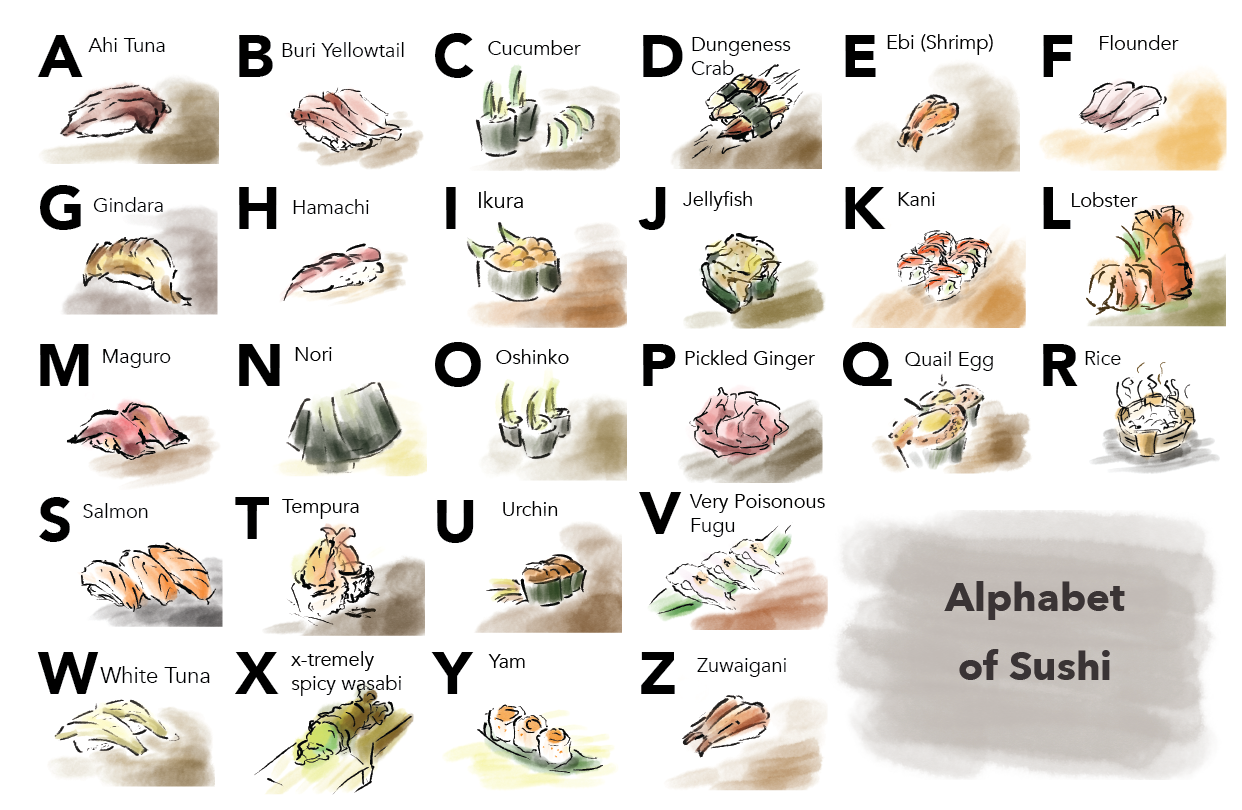 A Ahi Tuna
B Buri Yellowtail
C Cucumber
D Dungeness
Crab
E Ebi (Shrimp)
F Flounder
G Gindara
H Hamachi
I Ikura
J Jellyfish
K Kani
L Lobster
M Maguro
N Nori
O Oshinko
P Pickled Ginger
Q Quail Egg
R Rice
S Salmon
T Tempura
U Urchin
V Very Poisonous
Fugu
W White Tuna
X x-tremely
spicy wasabi
Y Yam
Z Zuwaigani
Alphabet
of Sushi